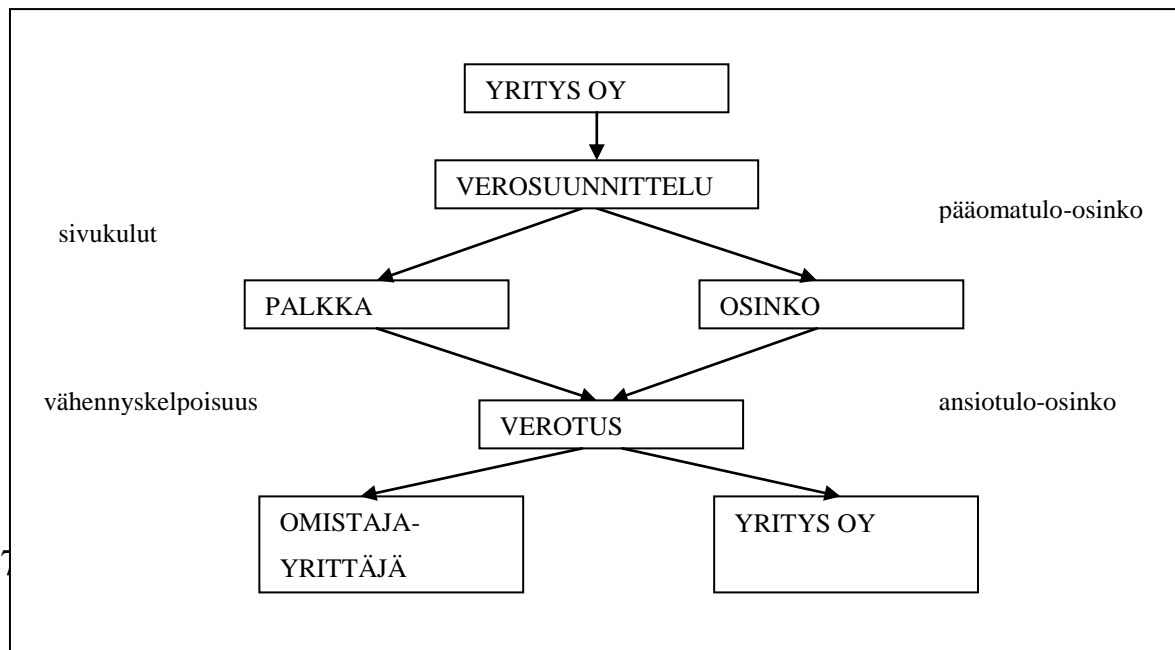 YRITYS OY
VEROSUUNNITTELU
pääomatulo-osinko
sivukulut
PALKKA
OSINKO
vähennyskelpoisuus
ansiotulo-osinko
VEROTUS
OMISTAJA-
YRITTÄJÄ
YRITYS OY